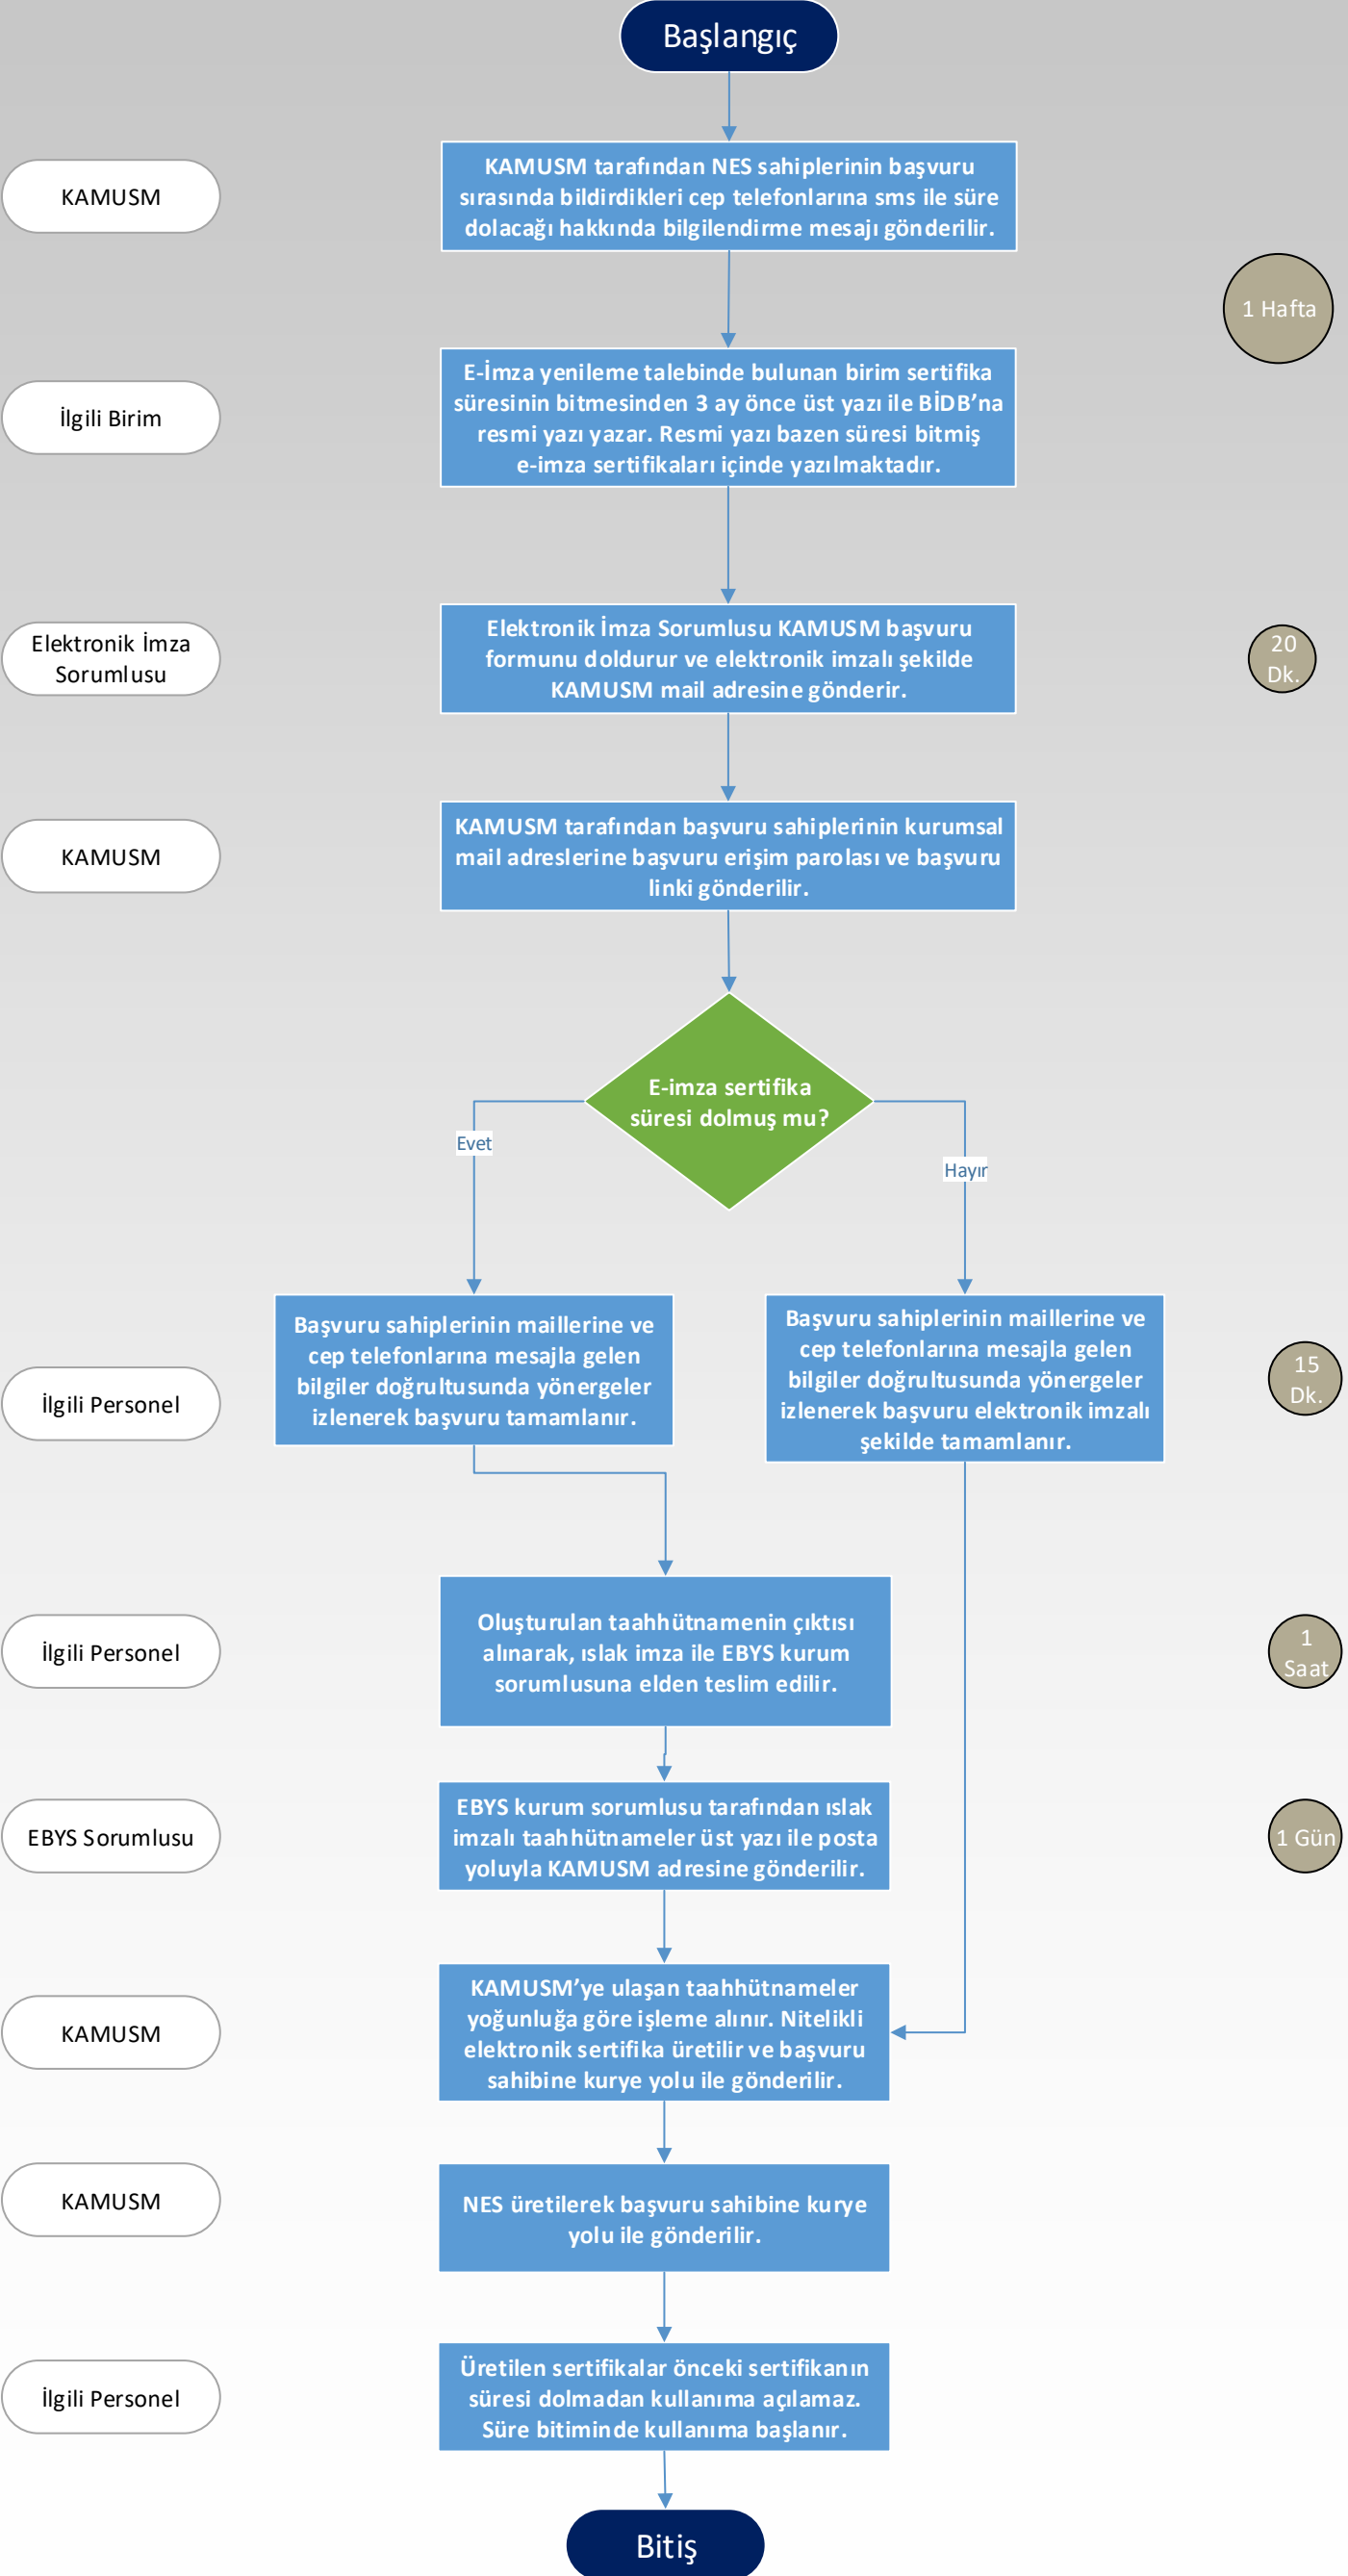 Başlangıç
KAMUSM
KAMUSM tarafından NES sahiplerinin başvuru
sırasında bildirdikleri cep telefonlarına sms ile süre
dolacağı hakkında bilgilendirme mesajı gönderilir.
1 Hafta
İlgili Birim
E-İmza yenileme talebinde bulunan birim sertifika
süresinin bitmesinden 3 ay önce üst yazı ile BİDB’na
resmi yazı yazar. Resmi yazı bazen süresi bitmiş
e-imza sertifikaları içinde yazılmaktadır.
Elektronik İmza
Sorumlusu
Elektronik İmza Sorumlusu KAMUSM başvuru
formunu doldurur ve elektronik imzalı şekilde
KAMUSM mail adresine gönderir.
20
Dk.
KAMUSM
KAMUSM tarafından başvuru sahiplerinin kurumsal
mail adreslerine başvuru erişim parolası ve başvuru
linki gönderilir.
E-imza sertifika
süresi dolmuş mu?
Evet
Hayır
İlgili Personel
Başvuru sahiplerinin maillerine ve
cep telefonlarına mesajla gelen
bilgiler doğrultusunda yönergeler
izlenerek başvuru tamamlanır.
Başvuru sahiplerinin maillerine ve
cep telefonlarına mesajla gelen
bilgiler doğrultusunda yönergeler
izlenerek başvuru elektronik imzalı
şekilde tamamlanır.
15
Dk.
İlgili Personel
Oluşturulan taahhütnamenin çıktısı
alınarak, ıslak imza ile EBYS kurum
sorumlusuna elden teslim edilir.
1
Saat
EBYS Sorumlusu
EBYS kurum sorumlusu tarafından ıslak
imzalı taahhütnameler üst yazı ile posta
yoluyla KAMUSM adresine gönderilir.
1 Gün
KAMUSM
KAMUSM’ye ulaşan taahhütnameler
yoğunluğa göre işleme alınır. Nitelikli
elektronik sertifika üretilir ve başvuru
sahibine kurye yolu ile gönderilir.
KAMUSM
NES üretilerek başvuru sahibine kurye
yolu ile gönderilir.
İlgili Personel
Üretilen sertifikalar önceki sertifikanın
süresi dolmadan kullanıma açılamaz.
Süre bitiminde kullanıma başlanır.
Bitiş